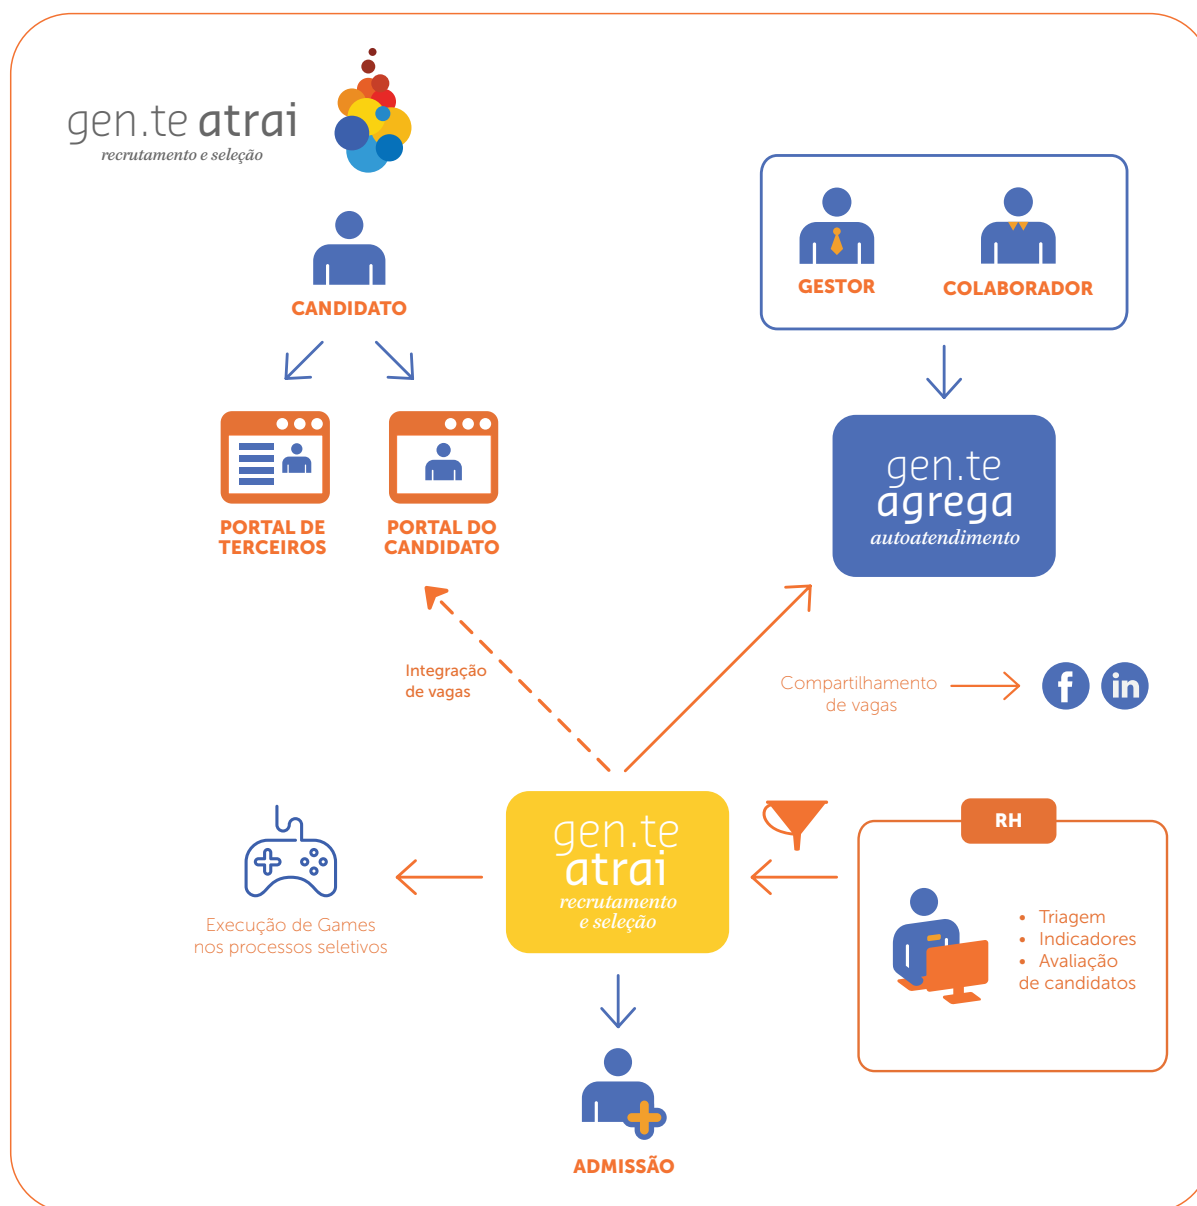 gen.te atrai
recrutamento e seleção
CANDIDATO
GESTOR
COLABORADOR
PORTAL DE
TERCEIROS
PORTAL DO
CANDIDATO
gen.te
agrega
autoatendimento
Integração
de vagas
Compartilhamento
de vagas
f
in
gen.te
atrai
recrutamento
e seleção
RH
• Triagem
• Indicadores
• Avaliação
de candidatos
Execução de Games
nos processos seletivos
ADMISSÃO